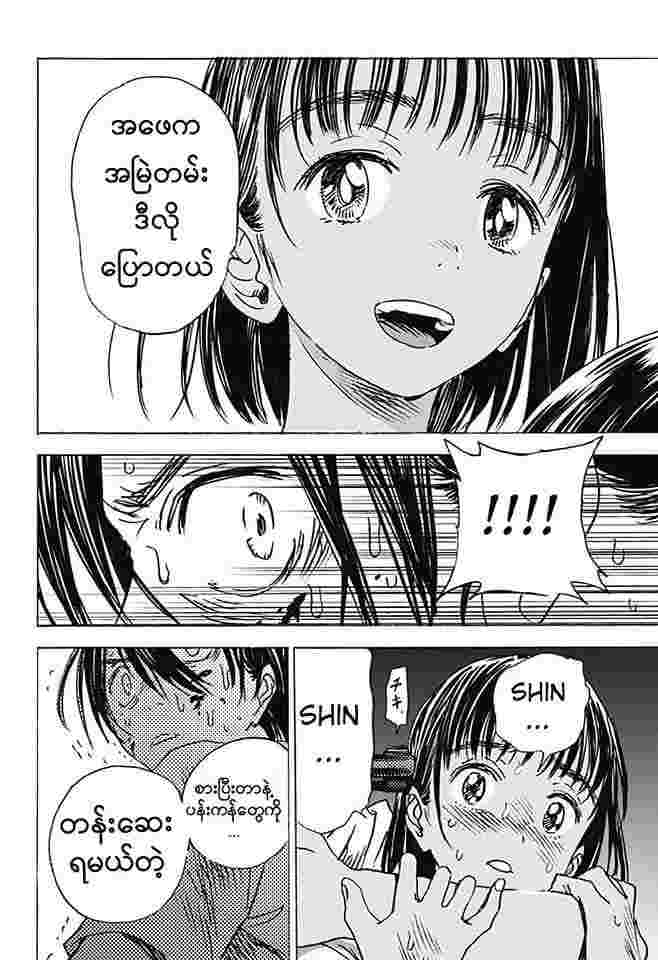 အဖေက
အမြဲတမ်း
ဒီလို
ပြောတယ်
!!!!
SHIN
...
チキ
SHIN
...
စားပြီးတာနဲ့
ပန်းကန်တွေကို
...
တန်းဆေး
ရမယ်တဲ့